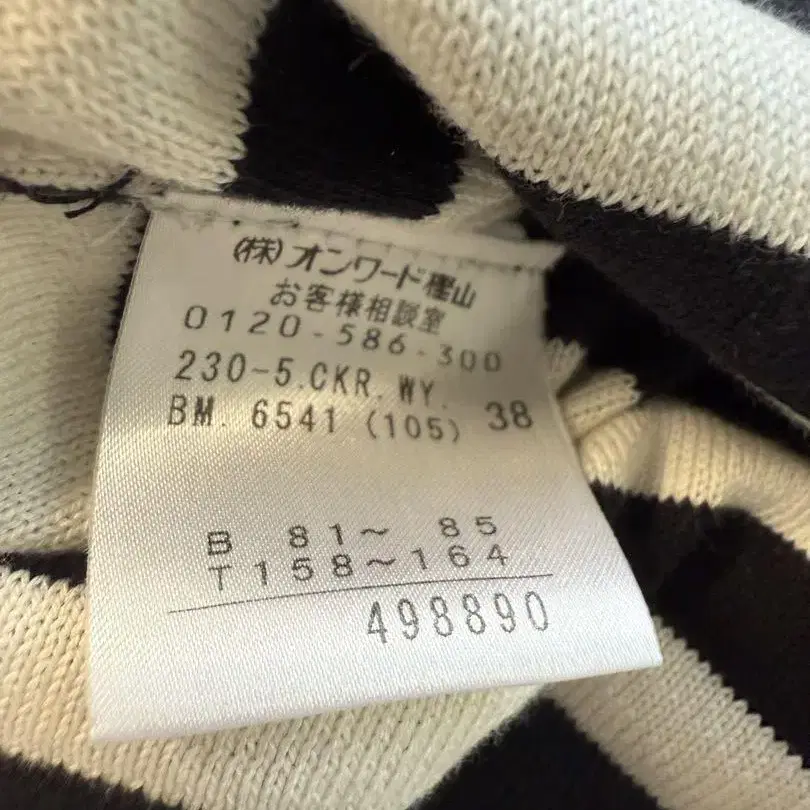 (株)オンワード樫山
お客様相談室
0120-586-300
230-5.CKR.WY.
BM. 6541 (105) 38
B 81～ 85
T158～164
498890